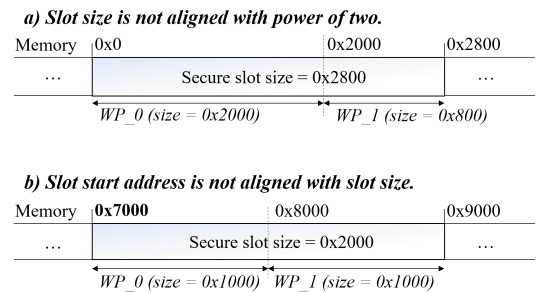 a) Slot size is not aligned with power of two.
Memory 0x0 0x2000 0x2800
... Secure slot size = 0x2800 ...
WP_0 (size = 0x2000) WP_1 (size = 0x800)
b) Slot start address is not aligned with slot size.
Memory 0x7000 0x8000 0x9000
... Secure slot size = 0x2000 ...
WP_0 (size = 0x1000) WP_1 (size = 0x1000)